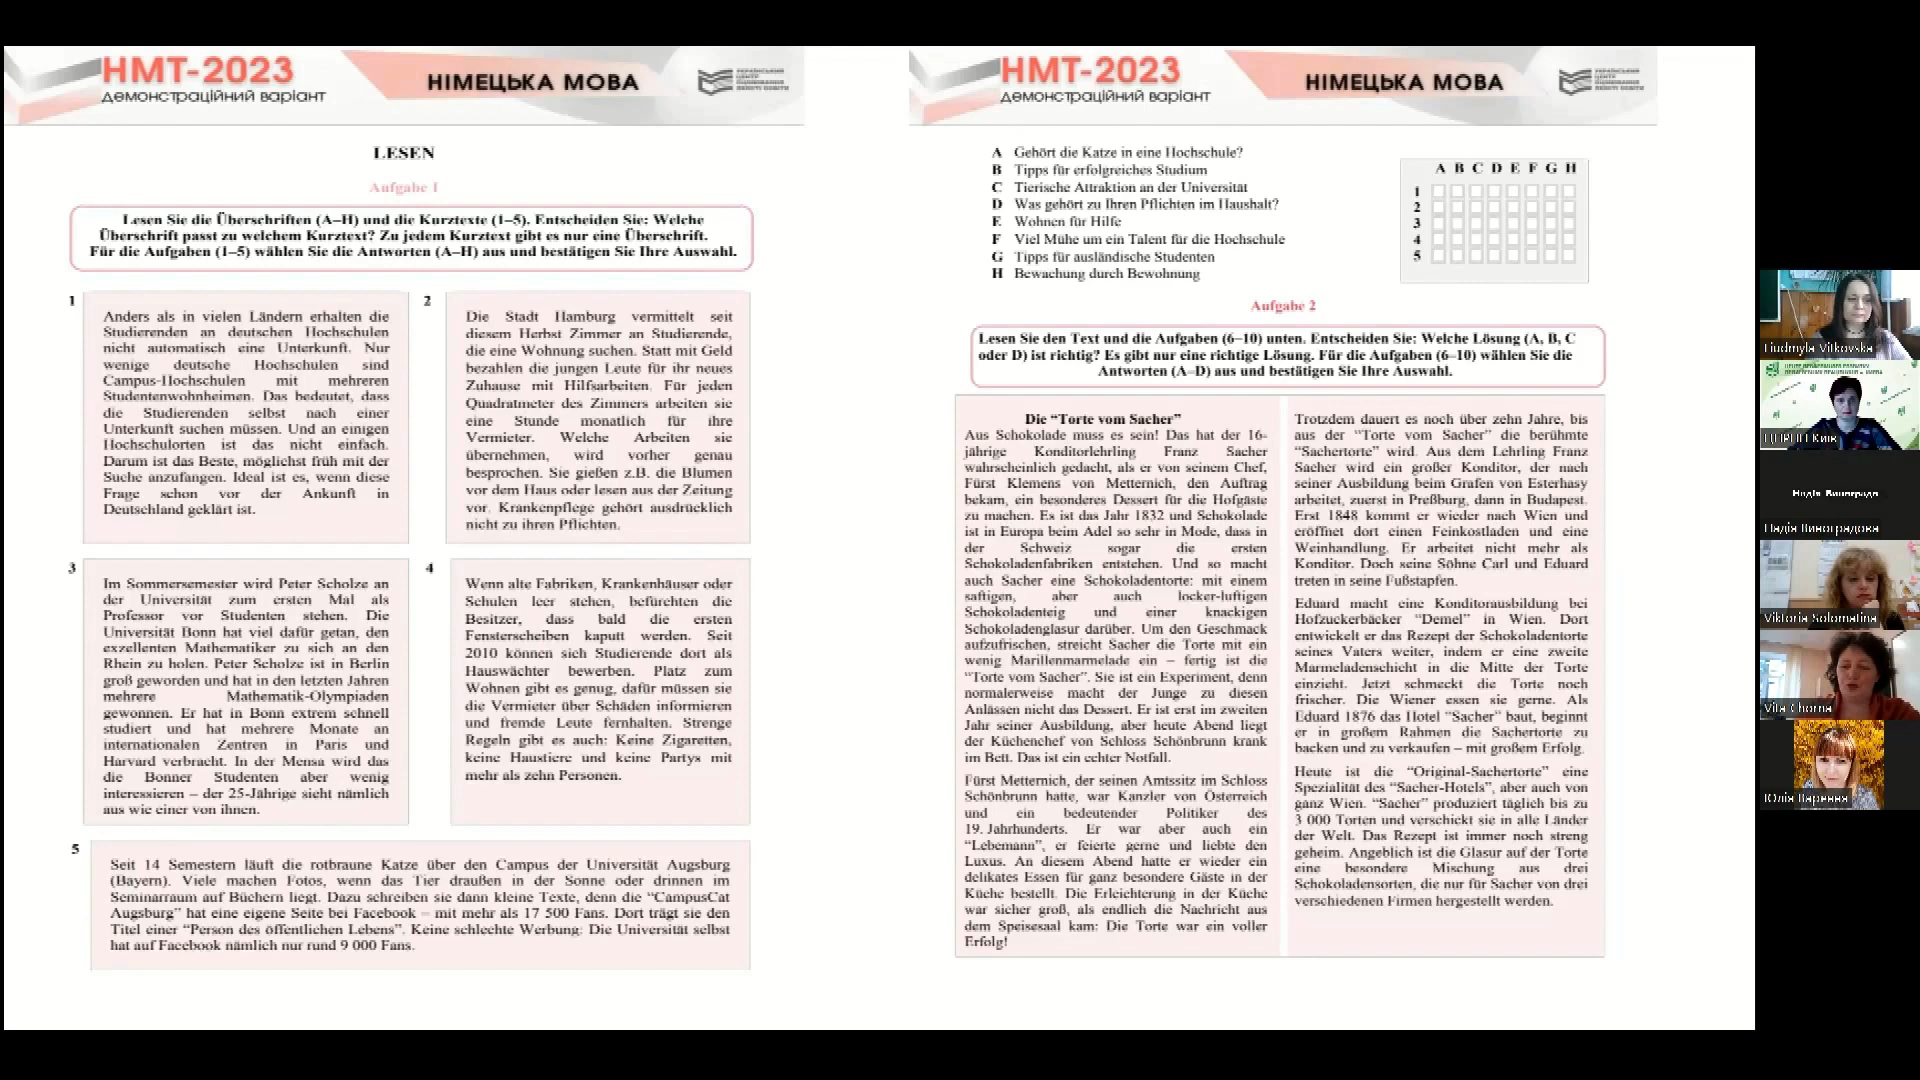 НМТ-2023
демонстраційний варіант
НІМЕЦЬКА МОВА
LESEN
Aufgabe 1
Lesen Sie die Überschriften (A–H) und die Kurztexte (1–5). Entscheiden Sie: Welche
Überschrift passt zu welchem Kurztext? Zu jedem Kurztext gibt es nur eine Überschrift.
Für die Aufgaben (1–5) wählen Sie die Antworten (A–H) aus und bestätigen Sie Ihre Auswahl.
1
Anders als in vielen Ländern erhalten die
Studierenden an deutschen Hochschulen
nicht automatisch eine Unterkunft. Nur
wenige deutsche Hochschulen sind
Campus-Hochschulen mit mehreren
Studentenwohnheimen. Das bedeutet, dass
die Studierenden selbst nach einer
Unterkunft suchen müssen. Und an einigen
Hochschulorten ist das nicht einfach.
Darum ist das Beste, möglichst früh mit der
Suche anzufangen. Ideal ist es, wenn diese
Frage schon vor der Ankunft in
Deutschland geklärt ist.
2
Die Stadt Hamburg vermittelt seit
diesem Herbst Zimmer an Studierende,
die eine Wohnung suchen. Statt mit Geld
bezahlen die jungen Leute für ihr neues
Zuhause mit Hilfsarbeiten. Für jeden
Quadratmeter des Zimmers arbeiten sie
eine Stunde monatlich für ihre
Vermieter. Welche Arbeiten sie
übernehmen, wird vorher genau
besprochen. Sie gießen z.B. die Blumen
vor dem Haus oder lesen aus der Zeitung
vor. Krankenpflege gehört ausdrücklich
nicht zu ihren Pflichten.
3
Im Sommersemester wird Peter Scholze an
der Universität zum ersten Mal als
Professor vor Studenten stehen. Die
Universität Bonn hat viel dafür getan, den
exzellenten Mathematiker zu sich an den
Rhein zu holen. Peter Scholze ist in Berlin
groß geworden und hat in den letzten Jahren
mehrere Mathematik-Olympiaden
gewonnen. Er hat in Bonn extrem schnell
studiert und hat mehrere Monate an
internationalen Zentren in Paris und
Harvard verbracht. In der Mensa wird das
die Bonner Studenten aber wenig
interessieren – der 25-Jährige sieht nämlich
aus wie einer von ihnen.
4
Wenn alte Fabriken, Krankenhäuser oder
Schulen leer stehen, befürchten die
Besitzer, dass bald die ersten
Fensterscheiben kaputt werden. Seit
2010 können sich Studierende dort als
Hauswächter bewerben. Platz zum
Wohnen gibt es genug, dafür müssen sie
die Vermieter über Schäden informieren
und fremde Leute fernhalten. Strenge
Regeln gibt es auch: Keine Zigaretten,
keine Haustiere und keine Partys mit
mehr als zehn Personen.
5
Seit 14 Semestern läuft die rotbraune Katze über den Campus der Universität Augsburg
(Bayern). Viele machen Fotos, wenn das Tier draußen in der Sonne oder drinnen im
Seminarraum auf Büchern liegt. Dazu schreiben sie dann kleine Texte, denn die “CampusCat
Augsburg” hat eine eigene Seite bei Facebook – mit mehr als 17 500 Fans. Dort trägt sie den
Titel einer “Person des öffentlichen Lebens”. Keine schlechte Werbung: Die Universität selbst
hat auf Facebook nämlich nur rund 9 000 Fans.
НМТ-2023
демонстраційний варіант
НІМЕЦЬКА МОВА
A Gehört die Katze in eine Hochschule?
B Tipps für erfolgreiches Studium
C Tierische Attraktion an der Universität
D Was gehört zu Ihren Pflichten im Haushalt?
E Wohnen für Hilfe
F Viel Mühe um ein Talent für die Hochschule
G Tipps für ausländische Studenten
H Bewachung durch Bewohnung
A B C D E F G H
1
2
3
4
5
Aufgabe 2
Lesen Sie den Text und die Aufgaben (6–10) unten. Entscheiden Sie: Welche Lösung (A, B, C
oder D) ist richtig? Es gibt nur eine richtige Lösung. Für die Aufgaben (6–10) wählen Sie die
Antworten (A–D) aus und bestätigen Sie Ihre Auswahl.
Die “Torte vom Sacher”
Aus Schokolade muss es sein! Das hat der 16-
jährige Konditorlehrling Franz Sacher
wahrscheinlich gedacht, als er von seinem Chef,
Fürst Klemens von Metternich, den Auftrag
bekam, ein besonderes Dessert für die Hofgäste
zu machen. Es ist das Jahr 1832 und Schokolade
ist in Europa beim Adel so sehr in Mode, dass in
der Schweiz sogar die ersten
Schokoladenfabriken entstehen. Und so macht
auch Sacher eine Schokoladentorte: mit einem
saftigen, aber auch locker-luftigen
Schokoladenteig und einer knackigen
Schokoladenglasur darüber. Um den Geschmack
aufzufrischen, streicht Sacher die Torte mit ein
wenig Marillenmarmelade ein – fertig ist die
“Torte vom Sacher”. Sie ist ein Experiment, denn
normalerweise macht der Junge zu diesen
Anlässen nicht das Dessert. Er ist erst im zweiten
Jahr seiner Ausbildung, aber heute Abend liegt
der Küchenchef von Schloss Schönbrunn krank
im Bett. Das ist ein echter Notfall.
Fürst Metternich, der seinen Amtssitz im Schloss
Schönbrunn hatte, war Kanzler von Österreich
und ein bedeutender Politiker des
19. Jahrhunderts. Er war aber auch ein
“Lebemann”, er feierte gerne und liebte den
Luxus. An diesem Abend hatte er wieder ein
delikates Essen für ganz besondere Gäste in der
Küche bestellt. Die Erleichterung in der Küche
war sicher groß, als endlich die Nachricht aus
dem Speisesaal kam: Die Torte war ein voller
Erfolg!
Trotzdem dauert es noch über zehn Jahre, bis
aus der “Torte vom Sacher” die berühmte
“Sachertorte” wird. Aus dem Lehrling Franz
Sacher wird ein großer Konditor, der nach
seiner Ausbildung beim Grafen von Esterhasy
arbeitet, zuerst in Preßburg, dann in Budapest.
Erst 1848 kommt er wieder nach Wien und
eröffnet dort einen Feinkostladen und eine
Weinhandlung. Er arbeitet nicht mehr als
Konditor. Doch seine Söhne Carl und Eduard
treten in seine Fußstapfen.
Eduard macht eine Konditorausbildung bei
Hofzuckerbäcker “Demel” in Wien. Dort
entwickelt er das Rezept der Schokoladentorte
seines Vaters weiter, indem er eine zweite
Marmeladenschicht in die Mitte der Torte
einzieht. Jetzt schmeckt die Torte noch
frischer. Die Wiener essen sie gerne. Als
Eduard 1876 das Hotel “Sacher” baut, beginnt
er in großem Rahmen die Sachertorte zu
backen und zu verkaufen – mit großem Erfolg.
Heute ist die “Original-Sachertorte” eine
Spezialität des “Sacher-Hotels”, aber auch von
ganz Wien. “Sacher” produziert täglich bis zu
3 000 Torten und verschickt sie in alle Länder
der Welt. Das Rezept ist immer noch streng
geheim. Angeblich ist die Glasur auf der Torte
eine besondere Mischung aus drei
Schokoladensorten, die nur für Sacher von drei
verschiedenen Firmen hergestellt werden.
Liudmyla Vitkovska
ЦПРПП Київ
Надія Виноградо
Надія Виноградова
Viktoria Solomatina
Vita Chorna
Юлія Царенна